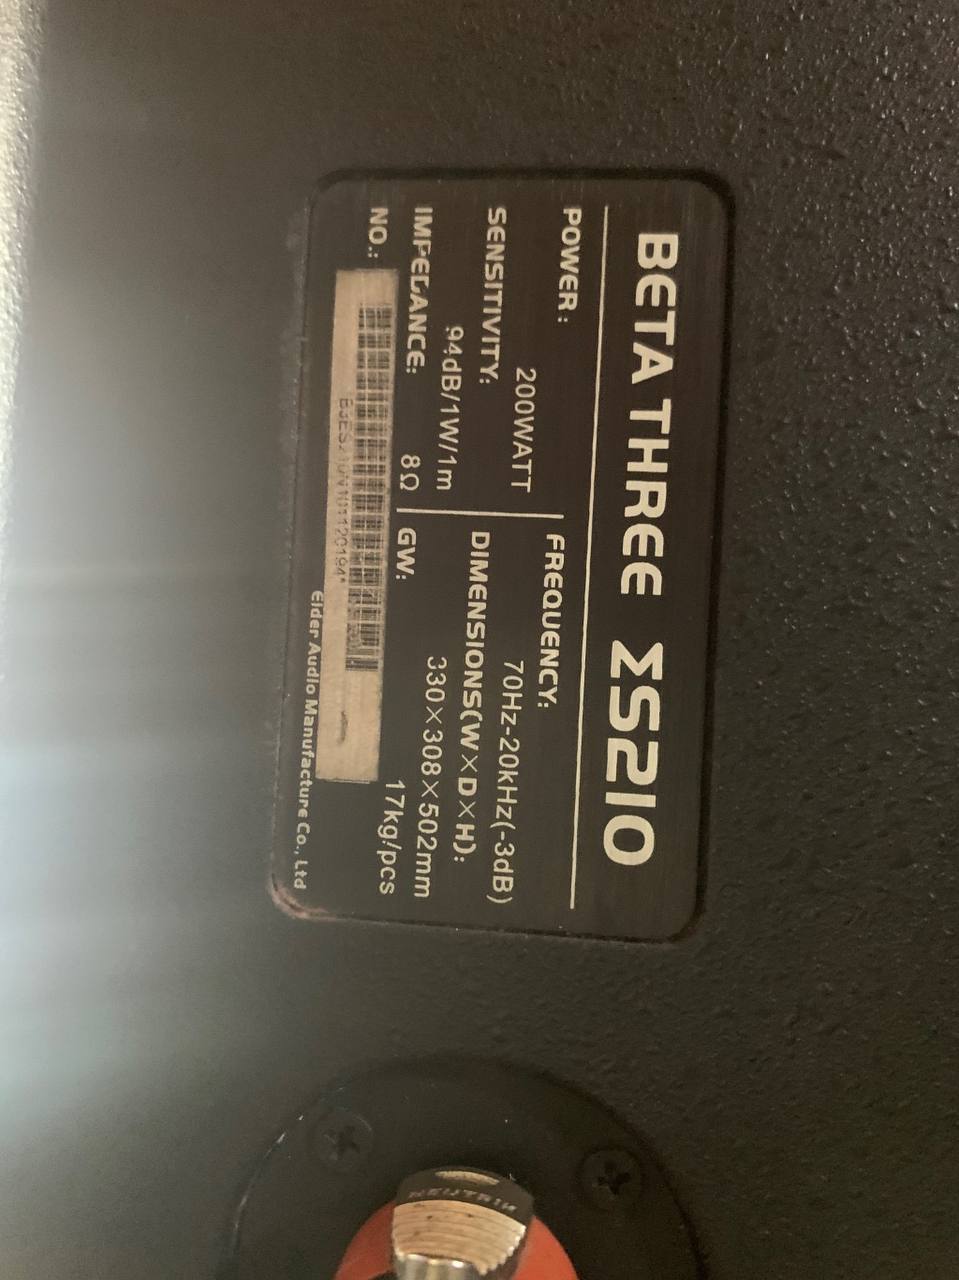 BETA THREE ΣS210
POWER:
200WATT
SENSITIVITY:
94dB/1W/1m
IMPEDANCE: 8Ω
FREQUENCY:
70Hz-20kHz(-3dB)
DIMENSIONS(W×D×H):
330×308×502mm
GW: 17kg/pcs
NO.:
Elder Audio Manufacture Co., Ltd
NEUTRIK